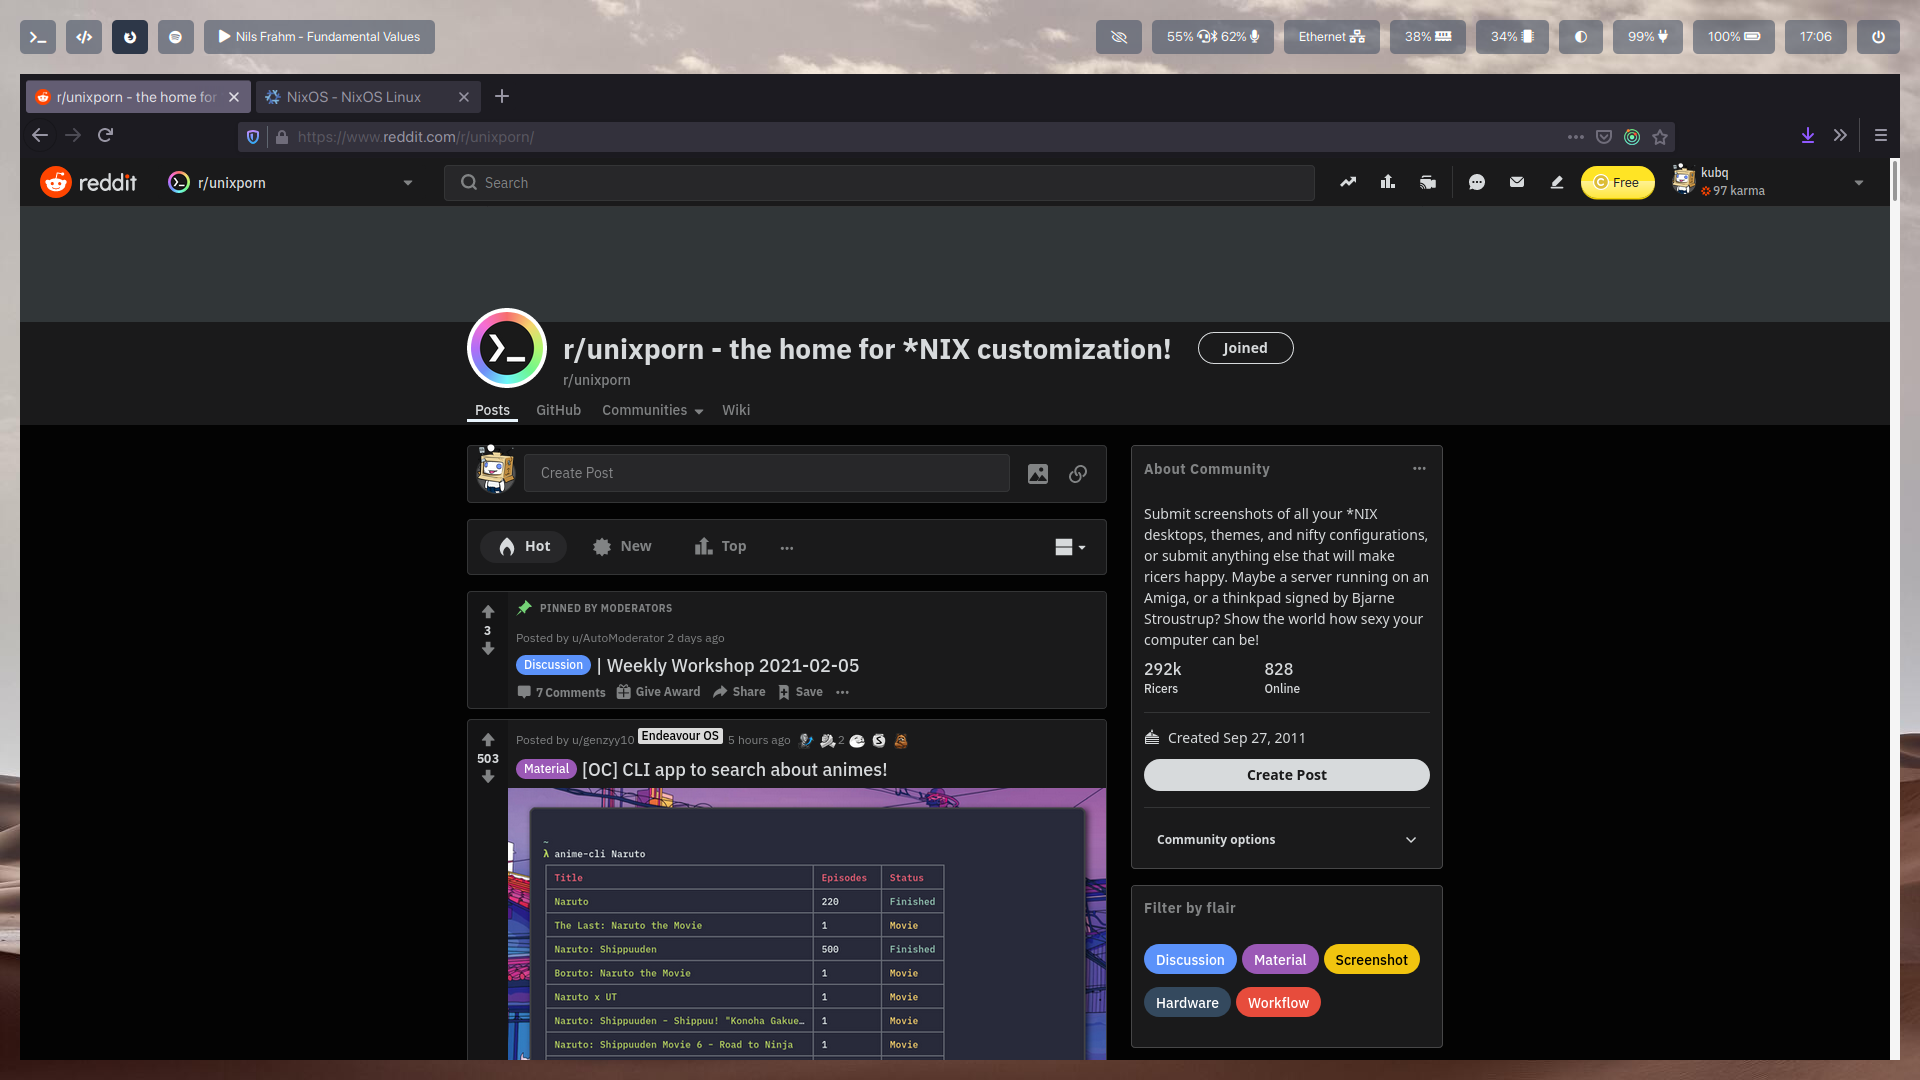 Nils Frahm - Fundamental Values
55% 62%
Ethernet
38%
34%
99%
100%
17:06
r/unixporn - the home for
NixOS - NixOS Linux
https://www.reddit.com/r/unixporn/
reddit
r/unixporn
Search
Free
kubq
97 karma
r/unixporn - the home for *NIX customization!
Joined
r/unixporn
Posts GitHub Communities Wiki
Create Post
Hot New Top
PINNED BY MODERATORS
3
Posted by u/AutoModerator 2 days ago
Discussion | Weekly Workshop 2021-02-05
7 Comments Give Award Share Save
503
Posted by u/genzyy10 Endeavour OS 5 hours ago 2
Material [OC] CLI app to search about animes!
~
λ anime-cli Naruto
Title Episodes Status
Naruto 220 Finished
The Last: Naruto the Movie 1 Movie
Naruto: Shippuuden 500 Finished
Boruto: Naruto the Movie 1 Movie
Naruto x UT 1 Movie
Naruto: Shippuuden - Shippuu! "Konoha Gakue… 1 Movie
Naruto: Shippuuden Movie 6 - Road to Ninja 1 Movie
About Community
Submit screenshots of all your *NIX
desktops, themes, and nifty configurations,
or submit anything else that will make
ricers happy. Maybe a server running on an
Amiga, or a thinkpad signed by Bjarne
Stroustrup? Show the world how sexy your
computer can be!
292k 828
Ricers Online
Created Sep 27, 2011
Create Post
Community options
Filter by flair
Discussion Material Screenshot
Hardware Workflow